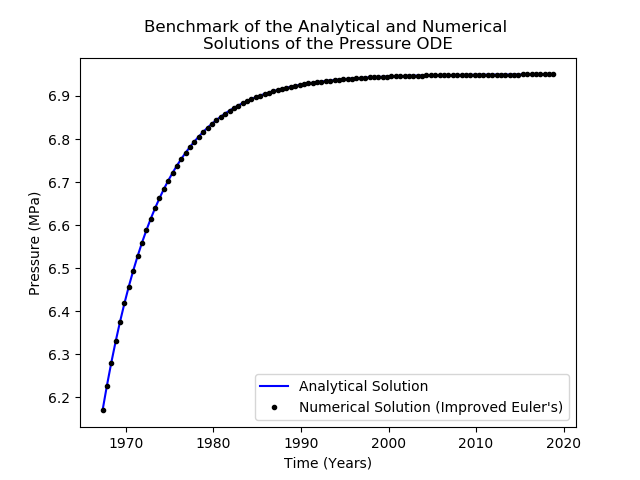 Benchmark of the Analytical and Numerical
Solutions of the Pressure ODE
Pressure (MPa)
6.9
6.8
6.7
6.6
6.5
6.4
6.3
6.2
Analytical Solution
Numerical Solution (Improved Euler's)
1970 1980 1990 2000 2010 2020
Time (Years)